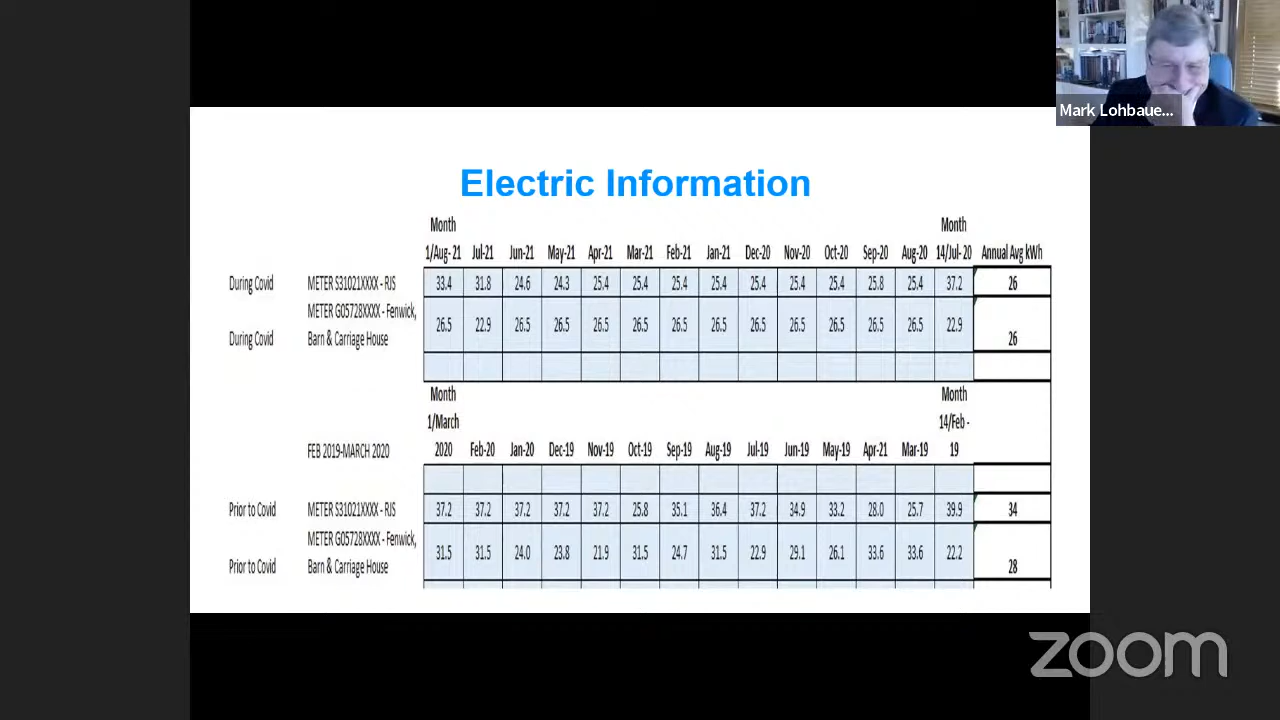 Mark Lohbaue...
Electric Information
Month Month
1/Aug- 21 Jul-21 Jun-21 May-21 Apr-21 Mar-21 Feb-21 Jan-21 Dec-20 Nov-20 Oct-20 Sep-20 Aug-20 14/Jul- 20 Annual Avg kWh
During Covid METER S31021XXXX - RJS 33.4 31.8 24.6 24.3 25.4 25.4 25.4 25.4 25.4 25.4 25.4 25.8 25.4 37.2 26
METER G05728XXXX - Fenwick,
26.5 22.9 26.5 26.5 26.5 26.5 26.5 26.5 26.5 26.5 26.5 26.5 26.5 22.9
During Covid Barn & Carriage House 26
Month Month
1/March 14/Feb -
FEB 2019-MARCH 2020 2020 Feb-20 Jan-20 Dec-19 Nov-19 Oct-19 Sep-19 Aug-19 Jul-19 Jun-19 May-19 Apr-21 Mar-19 19
Prior to Covid METER S31021XXXX - RJS 37.2 37.2 37.2 37.2 37.2 25.8 35.1 36.4 37.2 34.9 33.2 28.0 25.7 39.9 34
METER G05728XXXX - Fenwick,
31.5 31.5 24.0 23.8 21.9 31.5 24.7 31.5 22.9 29.1 26.1 33.6 33.6 22.2
Prior to Covid Barn & Carriage House 28
zoom